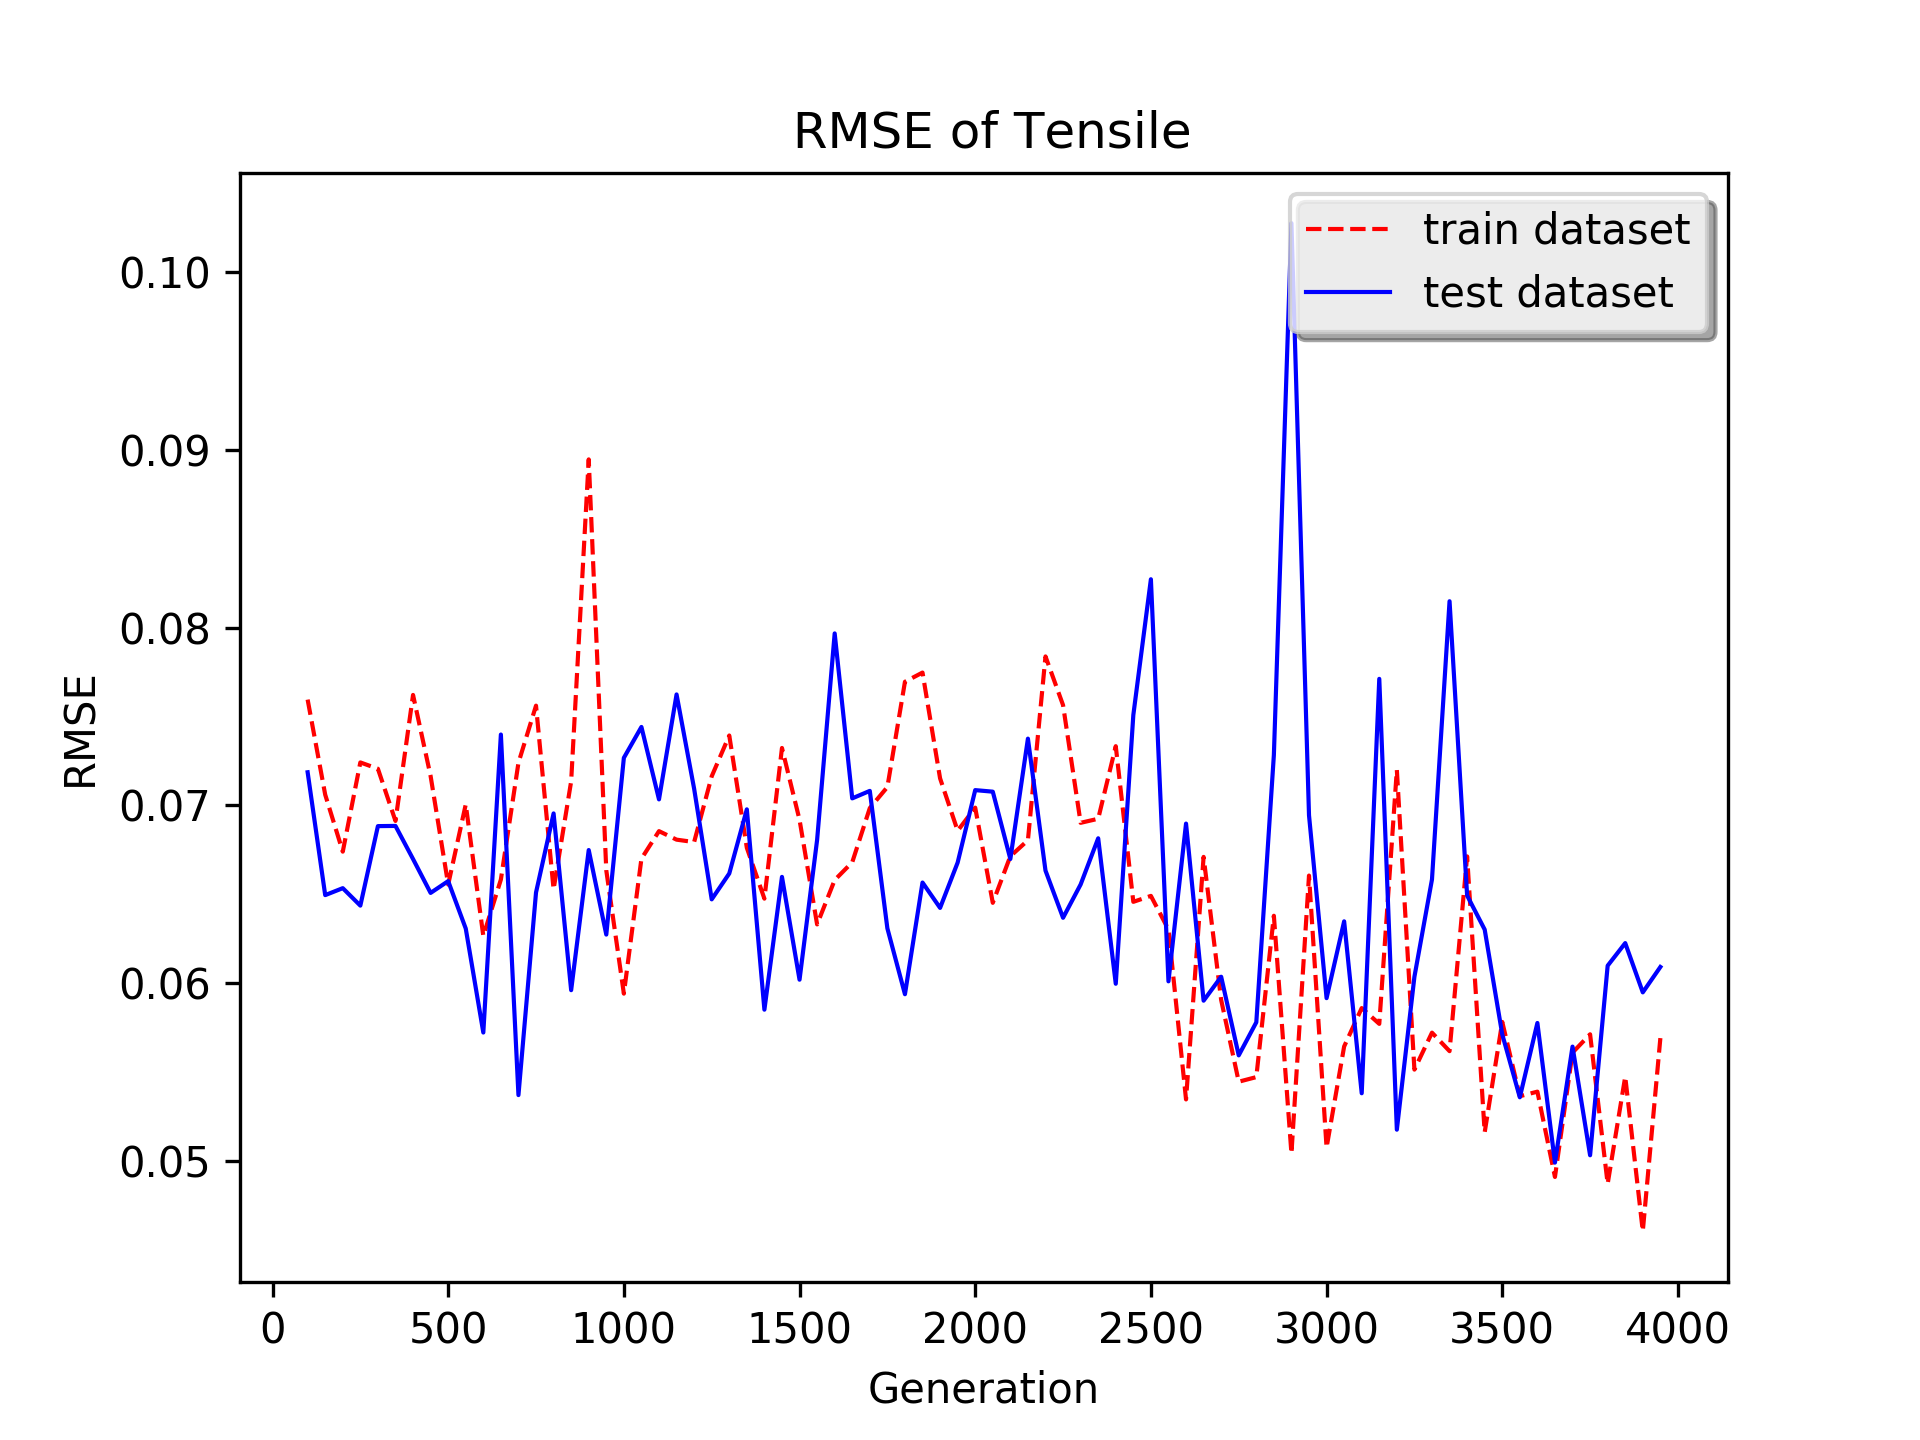 RMSE of Tensile
train dataset
test dataset
RMSE
0.10
0.09
0.08
0.07
0.06
0.05
0 500 1000 1500 2000 2500 3000 3500 4000
Generation